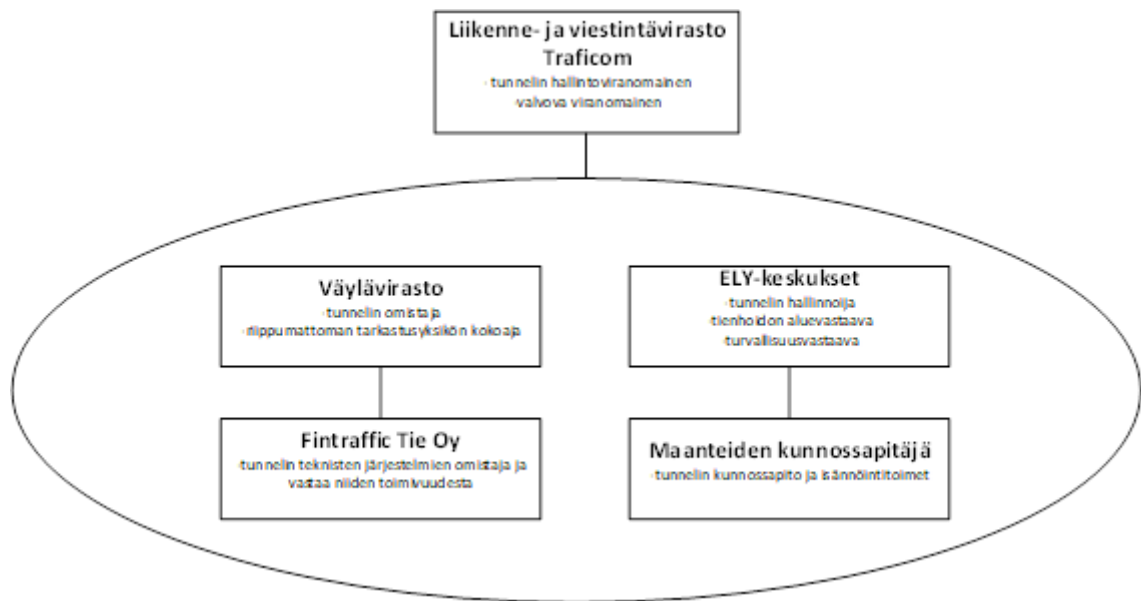 Liikenne- ja viestintävirasto
Traficom
·tunnelin hallintoviranomainen
·valvova viranomainen
Väylävirasto
·tunnelin omistaja
·riippumattoman tarkastusyksikön kokoaja
ELY-keskukset
·tunnelin hallinnoija
·tienhoidon aluevastaava
·turvallisuusvastaava
Fintraffic Tie Oy
·tunnelin teknisten järjestelmien omistaja ja
vastaa niiden toimivuudesta
Maanteiden kunnossapitäjä
·tunnelin kunnossapito ja isännöintitoimet